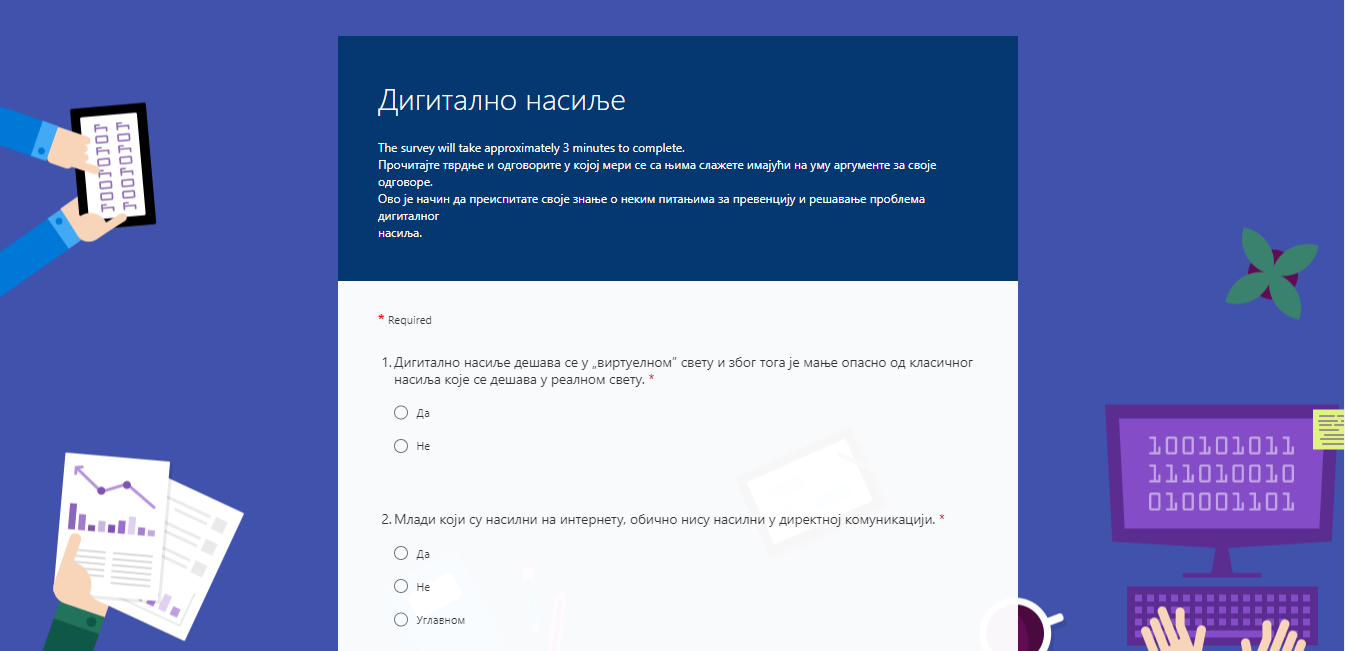 Дигитално насиље
The survey will take approximately 3 minutes to complete.
Прочитајте тврдње и одговорите у којој мери се са њима слажете имајући на уму аргументе за своје
одговоре.
Ово је начин да преиспитате своје знање о неким питањима за превенцију и решавање проблема
дигиталног
насиља.
* Required
1. Дигитално насиље дешава се у „виртуелном” свету и због тога је мање опасно од класичног
насиља које се дешава у реалном свету. *
Да
Не
2. Млади који су насилни на интернету, обично нису насилни у директној комуникацији. *
Да
Не
Углавном
100101011
111010010
010001101